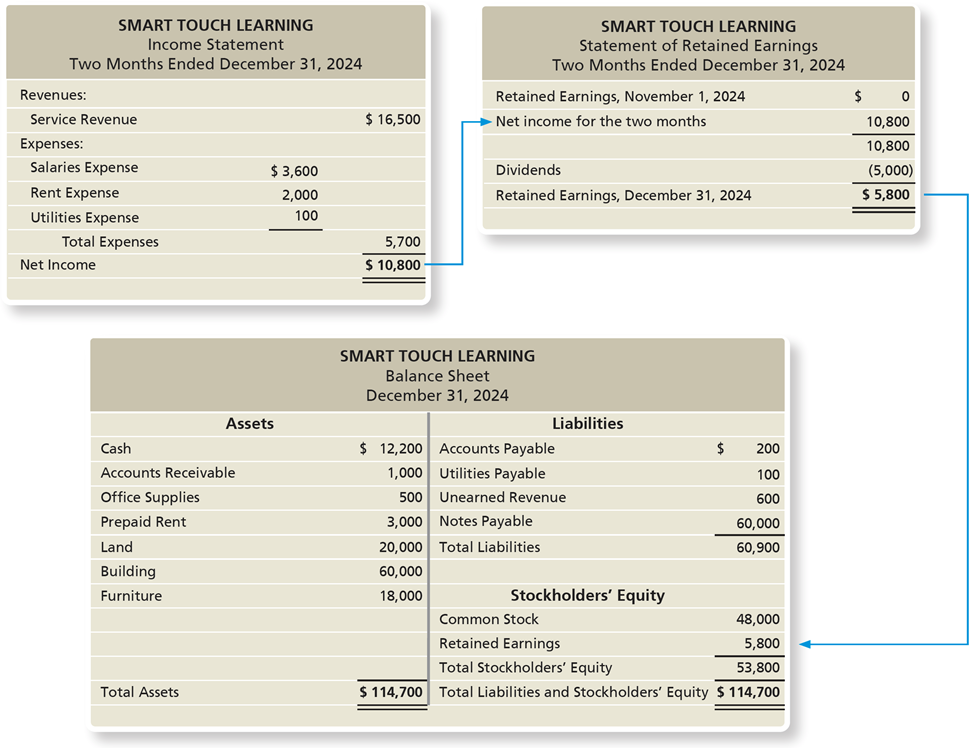 SMART TOUCH LEARNING
Income Statement
Two Months Ended December 31, 2024
Revenues:
Service Revenue $ 16,500
Expenses:
Salaries Expense $ 3,600
Rent Expense 2,000
Utilities Expense 100
Total Expenses 5,700
Net Income $ 10,800
SMART TOUCH LEARNING
Statement of Retained Earnings
Two Months Ended December 31, 2024
Retained Earnings, November 1, 2024 $ 0
Net income for the two months 10,800
10,800
Dividends (5,000)
Retained Earnings, December 31, 2024 $ 5,800
SMART TOUCH LEARNING
Balance Sheet
December 31, 2024
Assets Liabilities
Cash $ 12,200 Accounts Payable $ 200
Accounts Receivable 1,000 Utilities Payable 100
Office Supplies 500 Unearned Revenue 600
Prepaid Rent 3,000 Notes Payable 60,000
Land 20,000 Total Liabilities 60,900
Building 60,000
Furniture 18,000 Stockholders’ Equity
Common Stock 48,000
Retained Earnings 5,800
Total Stockholders’ Equity 53,800
Total Assets $ 114,700 Total Liabilities and Stockholders’ Equity $ 114,700